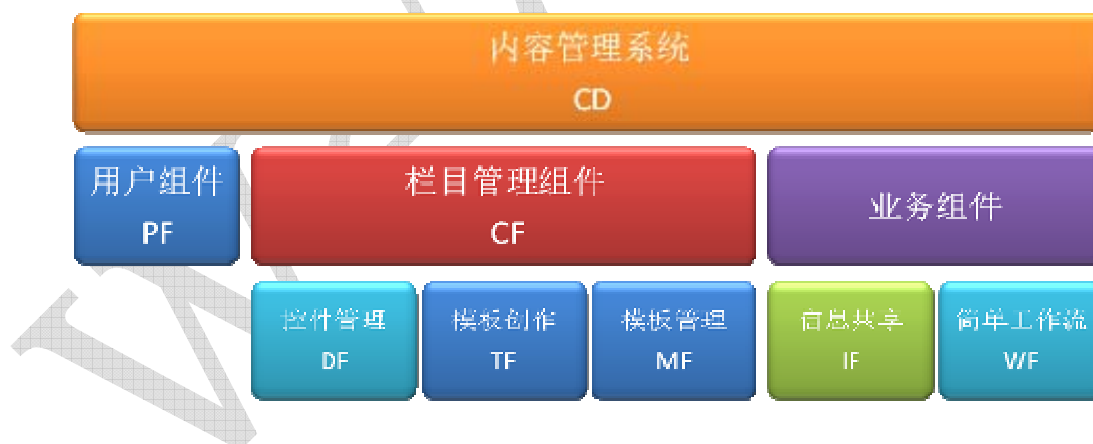 内容管理系统
CD
用户组件
PF
栏目管理组件
CF
业务组件
控件管理
DF
模板创作
TF
模板管理
MF
信息共享
IF
简单工作流
WF